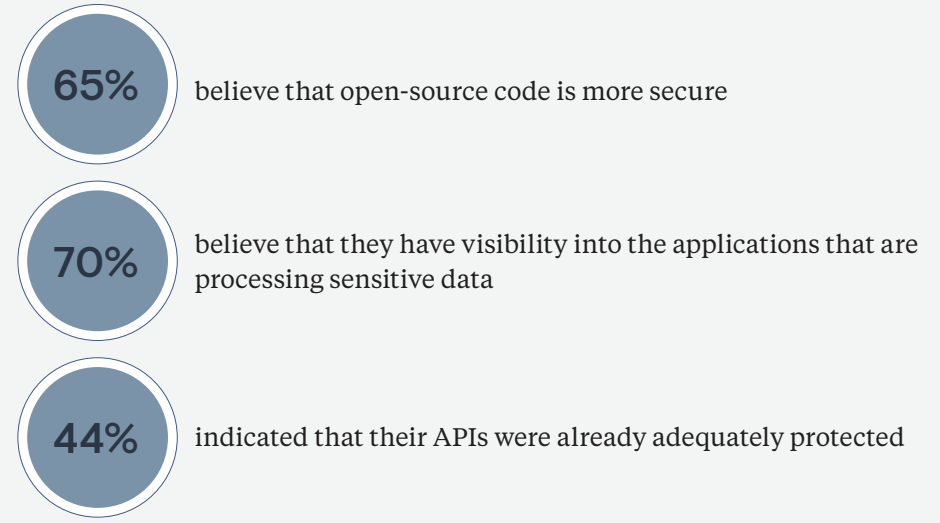 65%
believe that open-source code is more secure
70%
believe that they have visibility into the applications that are
processing sensitive data
44%
indicated that their APIs were already adequately protected